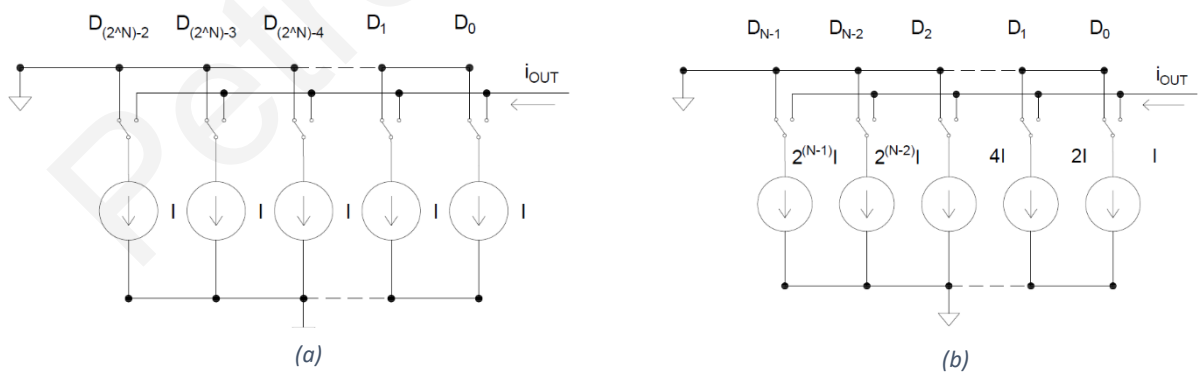 D(2^N)-2 D(2^N)-3 D(2^N)-4 D1 D0
iOUT
I I I I I
(a)
DN-1 DN-2 D2 D1 D0
iOUT
2(N-1)I 2(N-2)I 4I 2I I
(b)
Petr